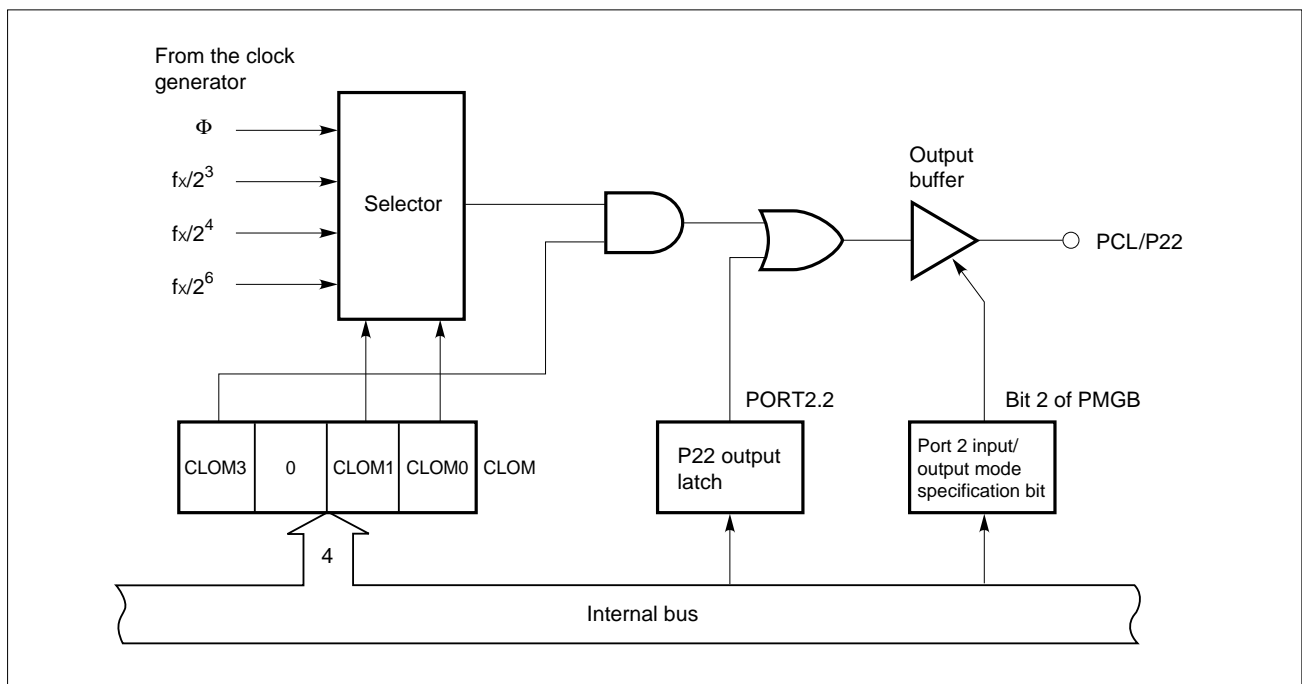 From the clock
generator
Φ
fx/2³
fx/2⁴
fx/2⁶
Selector
Output
buffer
PCL/P22
PORT2.2
Bit 2 of PMGB
CLOM3 0 CLOM1 CLOM0 CLOM
P22 output
latch
Port 2 input/
output mode
specification bit
4
Internal bus